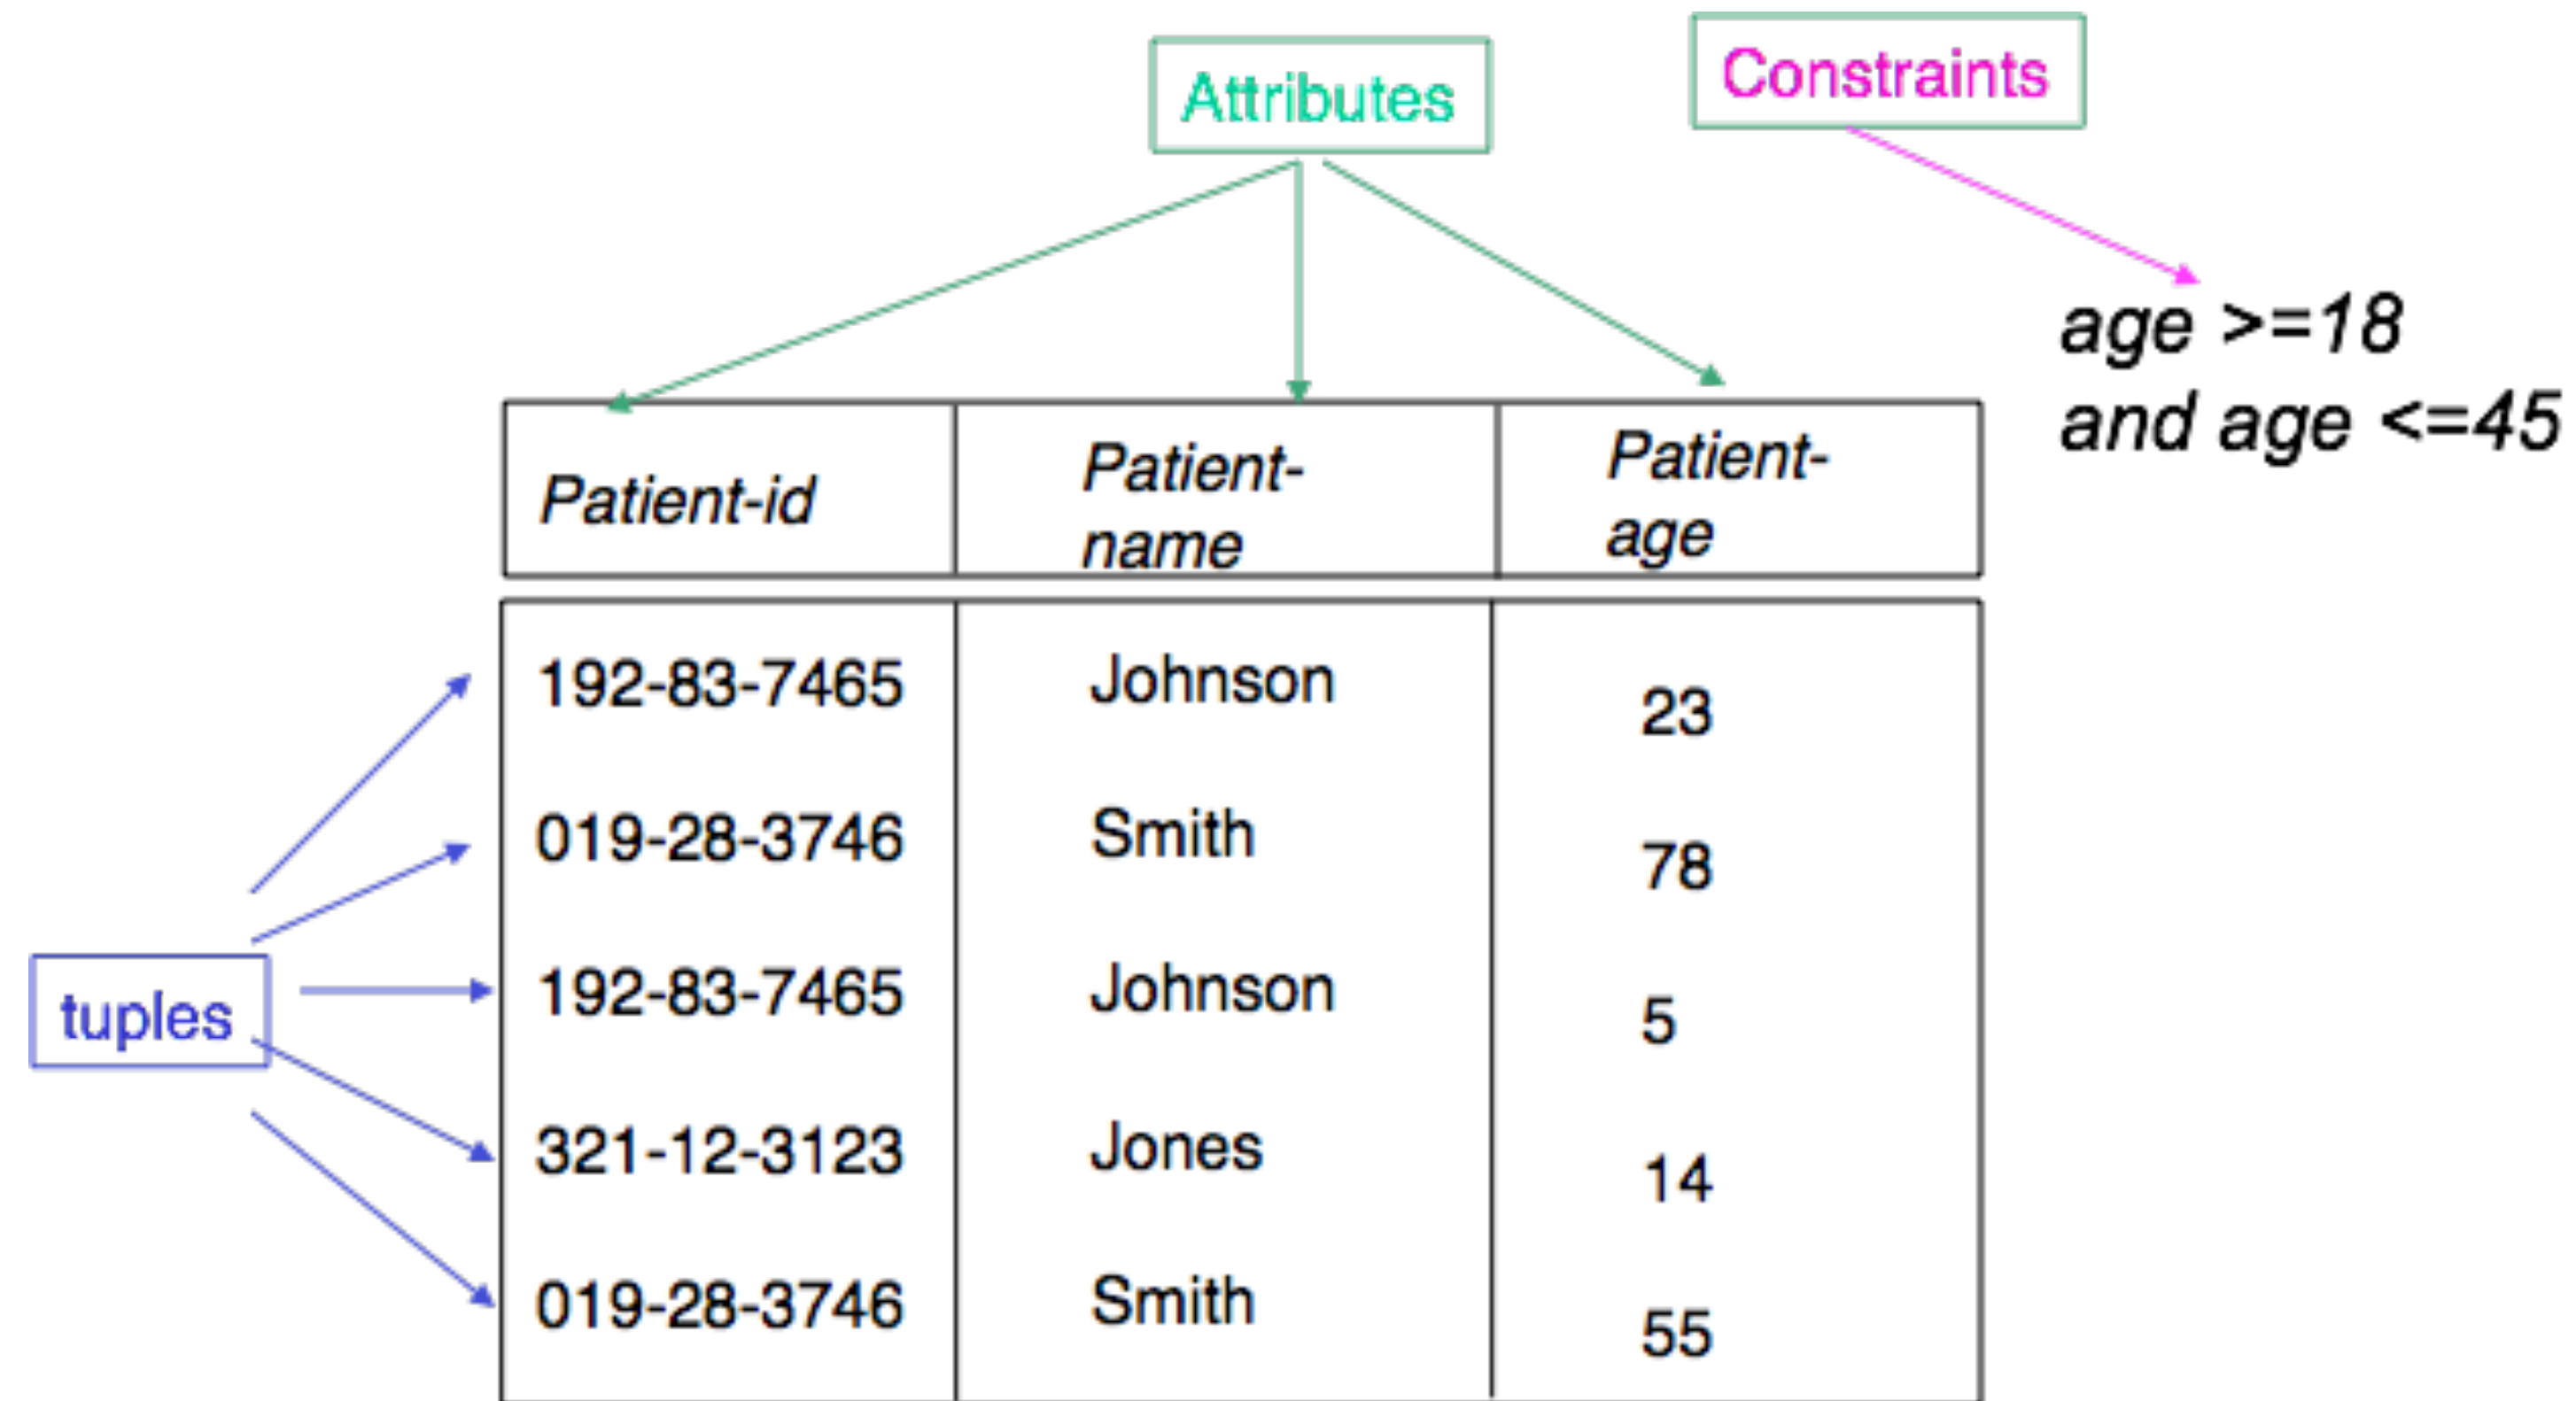 Attributes
Constraints
age >=18
and age <=45
Patient-id
Patient-
name
Patient-
age
tuples
192-83-7465 Johnson 23
019-28-3746 Smith 78
192-83-7465 Johnson 5
321-12-3123 Jones 14
019-28-3746 Smith 55